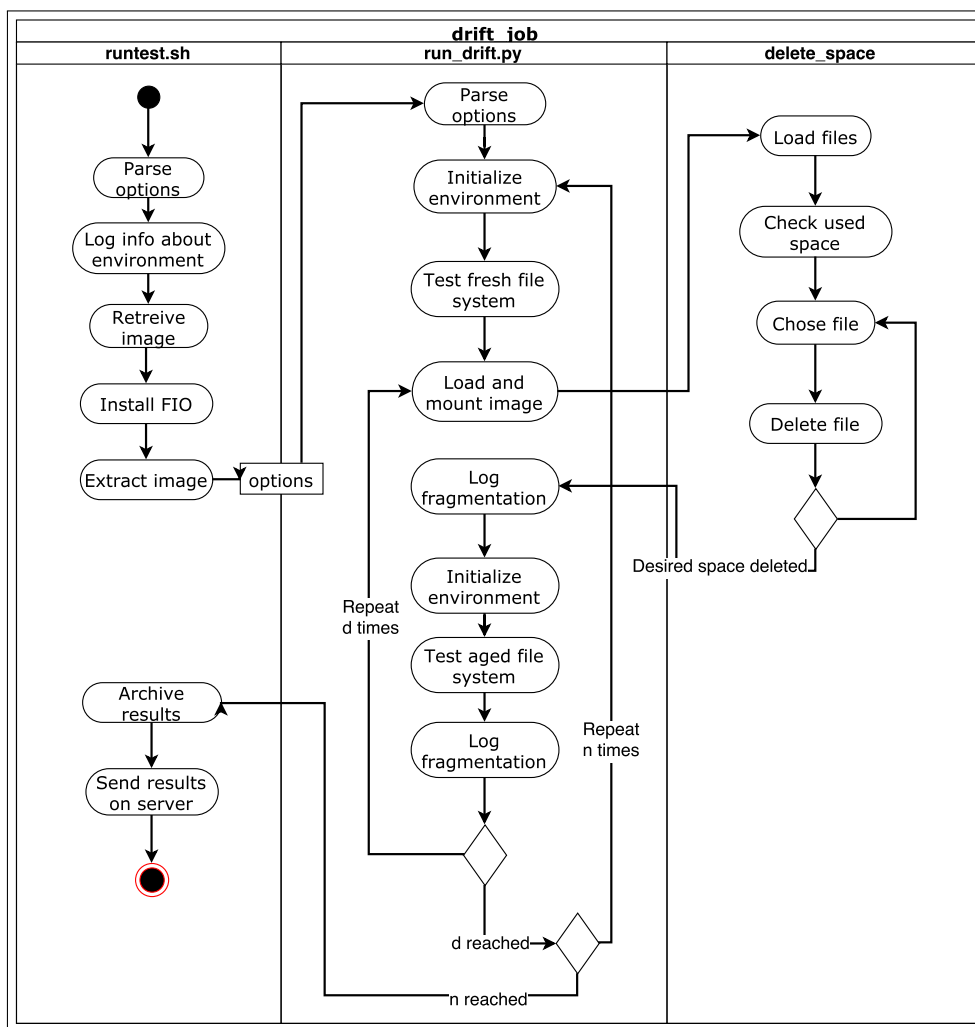 drift_job
runtest.sh
run_drift.py
delete_space
Parse
options
Log info about
environment
Retreive
image
Install FIO
Extract image
options
Archive
results
Send results
on server
Parse
options
Initialize
environment
Test fresh file
system
Load and
mount image
Log
fragmentation
Initialize
environment
Test aged file
system
Log
fragmentation
Repeat
d times
Repeat
n times
d reached
n reached
Load files
Check used
space
Chose file
Delete file
Desired space deleted